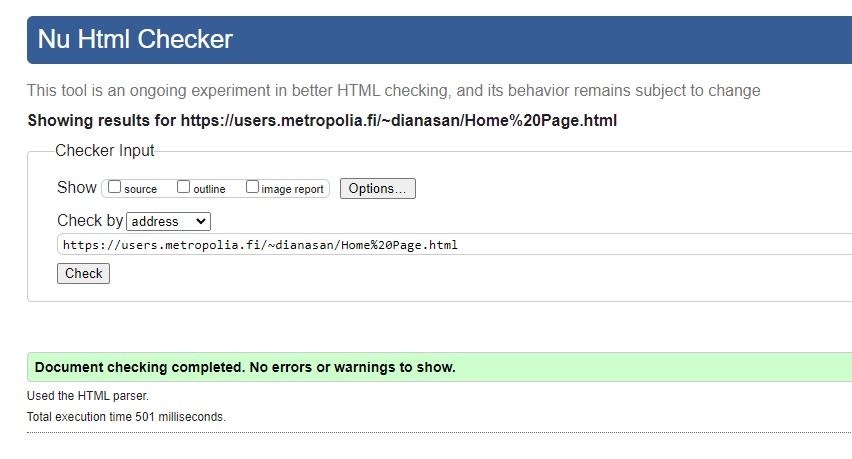 Nu Html Checker
This tool is an ongoing experiment in better HTML checking, and its behavior remains subject to change
Showing results for https://users.metropolia.fi/~dianasan/Home%20Page.html
Checker Input
Show source outline image report Options...
Check by address
https://users.metropolia.fi/~dianasan/Home%20Page.html
Check
Document checking completed. No errors or warnings to show.
Used the HTML parser.
Total execution time 501 milliseconds.